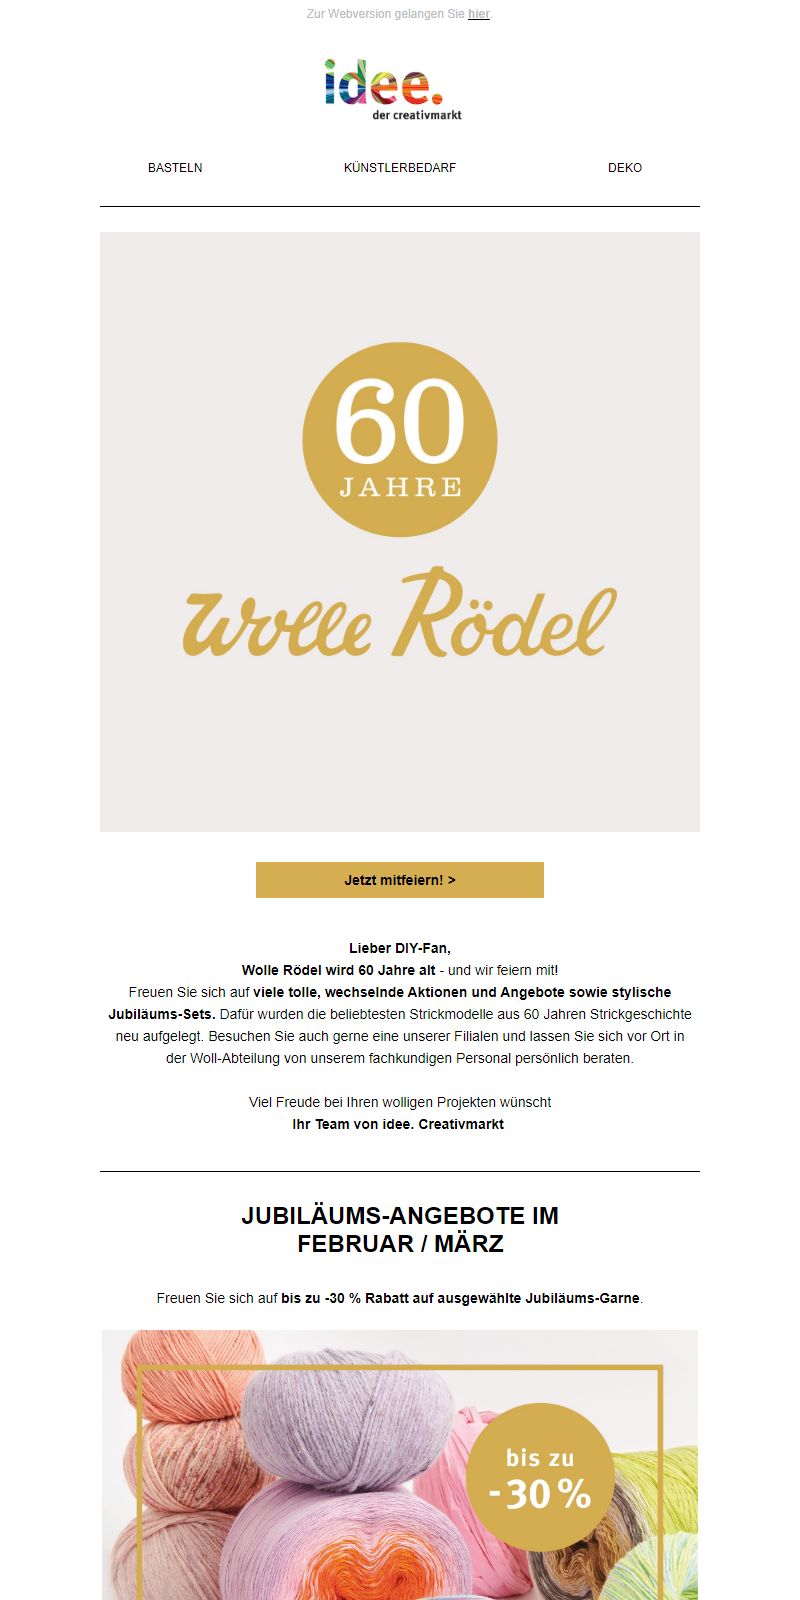 Zur Webversion gelangen Sie hier.
idee.
der creativmarkt
BASTELN KÜNSTLERBEDARF DEKO
60
JAHRE
Wolle Rödel
Jetzt mitfeiern! >
Lieber DIY-Fan,
Wolle Rödel wird 60 Jahre alt - und wir feiern mit!
Freuen Sie sich auf viele tolle, wechselnde Aktionen und Angebote sowie stylische
Jubiläums-Sets. Dafür wurden die beliebtesten Strickmodelle aus 60 Jahren Strickgeschichte
neu aufgelegt. Besuchen Sie auch gerne eine unserer Filialen und lassen Sie sich vor Ort in
der Woll-Abteilung von unserem fachkundigen Personal persönlich beraten.
Viel Freude bei Ihren wolligen Projekten wünscht
Ihr Team von idee. Creativmarkt
JUBILÄUMS-ANGEBOTE IM
FEBRUAR / MÄRZ
Freuen Sie sich auf bis zu -30 % Rabatt auf ausgewählte Jubiläums-Garne.
bis zu
-30 %